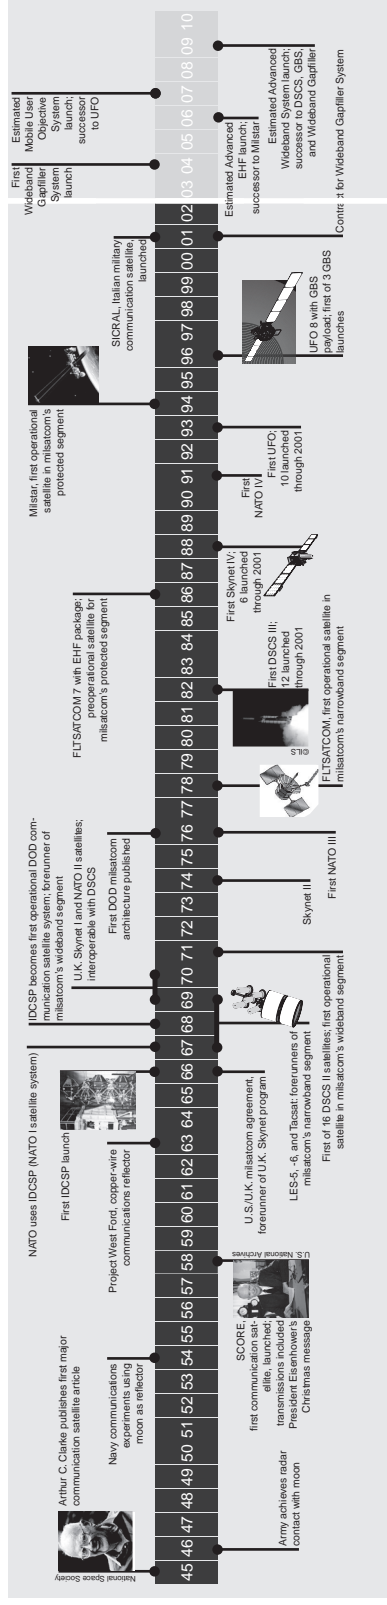 Arthur C. Clarke publishes first major
communication satellite article
National Space Society
Navy communications
experiments using
moon as reflector
NATO uses IDCSP (NATO I satellite system)
First IDCSP launch
Project West Ford, copper-wire
communications reflector
IDCSP becomes first operational DOD com-
munication satellite system; forerunner of
milsatcom's wideband segment
U.K. Skynet I and NATO II satellites;
interoperable with DSCS
First DOD milsatcom
architecture published
FLTSATCOM 7 with EHF package;
preoperational satellite for
milsatcom's protected segment
Milstar, first operational
satellite in milsatcom's
protected segment
SICRAL, Italian military
communication satellite,
launched
First
Wideband
Gapfiller
System
launch
Estimated
Mobile User
Objective
System
launch;
successor
to UFO
45 46 47 48 49 50 51 52 53 54 55 56 57 58 59 60 61 62 63 64 65 66 67 68 69 70 71 72 73 74 75 76 77 78 79 80 81 82 83 84 85 86 87 88 89 90 91 92 93 94 95 96 97 98 99 00 01 02 03 04 05 06 07 08 09 10
Army achieves radar
contact with moon
SCORE,
first communication sat-
ellite, launched;
transmissions included
President Eisenhower's
Christmas message
U.S. National Archives
U.S./U.K. milsatcom agreement,
forerunner of U.K. Skynet program
LES-5, -6, and Tacsat: forerunners of
milsatcom's narrowband segment
First of 16 DSCS II satellites; first operational
satellite in milsatcom's wideband segment
Skynet II
First NATO III
FLTSATCOM, first operational satellite in
milsatcom's narrowband segment
©ILS
First DSCS III;
12 launched
through 2001
First Skynet IV;
6 launched
through 2001
First
NATO IV
First UFO;
10 launched
through 2001
UFO 8 with GBS
payload; first of 3 GBS
launches
Contract for Wideband Gapfiller System
Estimated Advanced
EHF launch;
successor to Milstar
Estimated Advanced
Wideband System launch;
successor to DSCS, GBS,
and Wideband Gapfiller